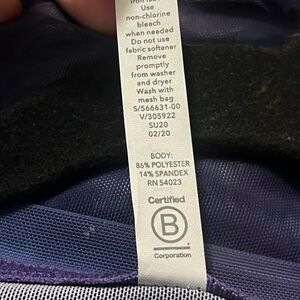 Use
non-chlorine
bleach
when needed
Do not use
fabric softener
Remove
promptly
from washer
and dryer
Wash with
mesh bag
S/566631-00
V/305922
SU20
02/20
BODY:
86% POLYESTER
14% SPANDEX
RN 54023
Certified
B
Corporation